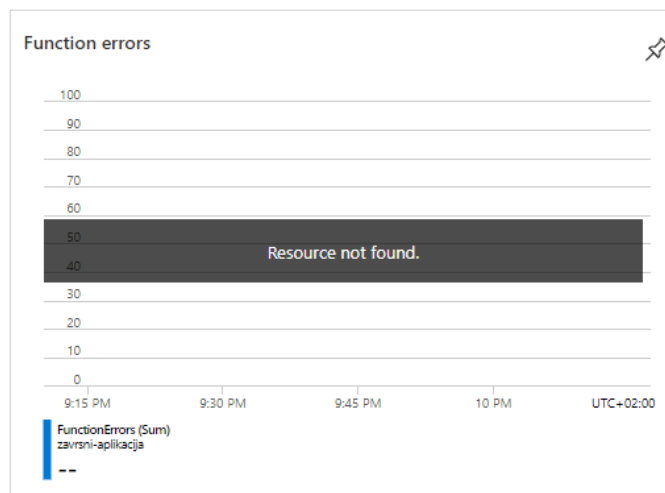 Function errors
100
90
80
70
60
50
Resource not found.
40
30
20
10
0
9:15 PM 9:30 PM 9:45 PM 10 PM UTC+02:00
FunctionErrors (Sum)
zavrsni-aplikacija
--